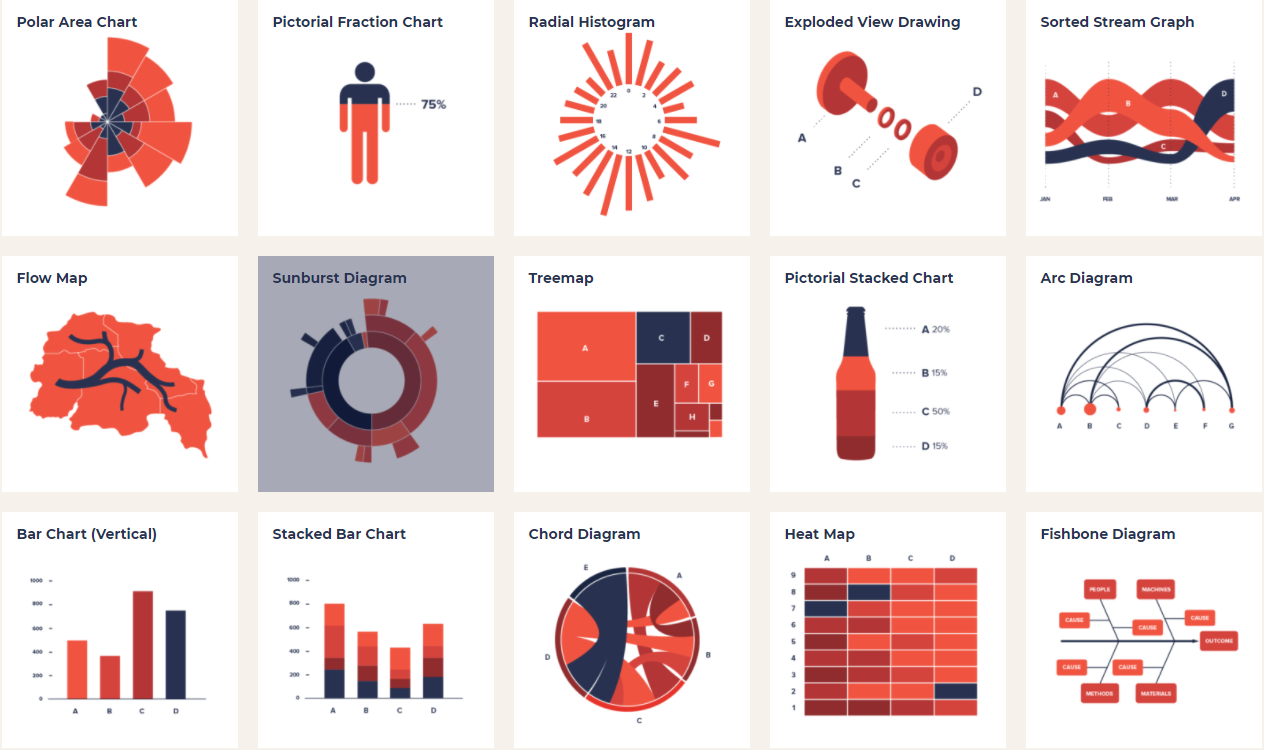 Polar Area Chart
Pictorial Fraction Chart
75%
Radial Histogram
0
2
4
6
8
10
12
14
16
18
20
22
Exploded View Drawing
A
B
C
D
Sorted Stream Graph
A
B
C
D
JAN FEB MAR APR
Flow Map
Sunburst Diagram
Treemap
A
B
C
D
E
F
G
H
Pictorial Stacked Chart
A 20%
B 15%
C 50%
D 15%
Arc Diagram
A B C D E F G
Bar Chart (Vertical)
1000
800
600
400
200
0
A B C D
Stacked Bar Chart
1000
800
600
400
200
0
A B C D
Chord Diagram
E
A
D
B
C
Heat Map
A B C D
9
8
7
6
5
4
3
2
1
Fishbone Diagram
PEOPLE MACHINES
CAUSE CAUSE
CAUSE
OUTCOME
CAUSE CAUSE
METHODS MATERIALS